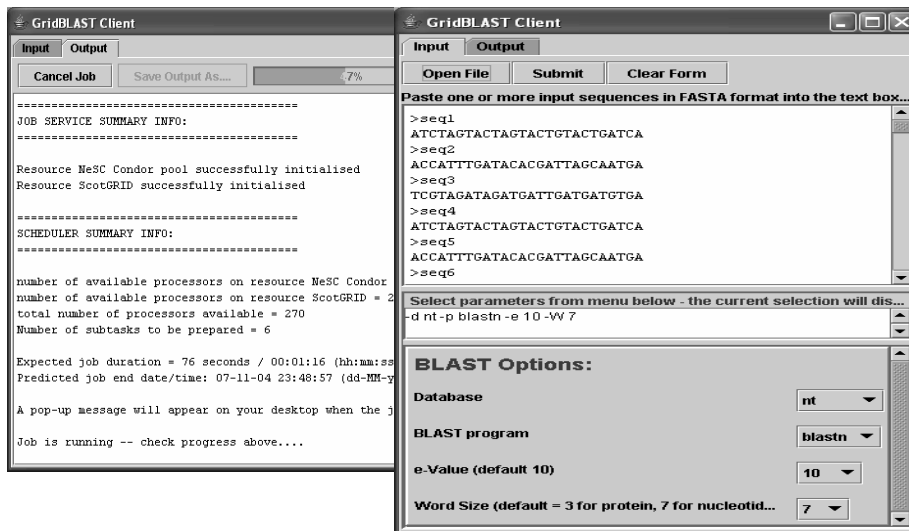 GridBLAST Client
Input Output
Cancel Job Save Output As.... 7%
========================================
JOB SERVICE SUMMARY INFO:
========================================
Resource NeSC Condor pool successfully initialised
Resource ScotGRID successfully initialised
========================================
SCHEDULER SUMMARY INFO:
========================================
number of available processors on resource NeSC Condor
number of available processors on resource ScotGRID = 2
total number of processors available = 270
Number of subtasks to be prepared = 6
Expected job duration = 76 seconds / 00:01:16 (hh:mm:ss
Predicted job end date/time: 07-11-04 23:48:57 (dd-MM-y
A pop-up message will appear on your desktop when the j
Job is running -- check progress above....
GridBLAST Client
Input Output
Open File Submit Clear Form
Paste one or more input sequences in FASTA format into the text box...
>seq1
ATCTAGTACTAGTACTGTACTGATCA
>seq2
ACCATTTGATACACGATTAGCAATGA
>seq3
TCGTAGATAGATGATTGATGATGTGA
>seq4
ATCTAGTACTAGTACTGTACTGATCA
>seq5
ACCATTTGATACACGATTAGCAATGA
>seq6
Select parameters from menu below - the current selection will dis...
-d nt -p blastn -e 10 -W 7
BLAST Options:
Database nt
BLAST program blastn
e-Value (default 10) 10
Word Size (default = 3 for protein, 7 for nucleotid... 7